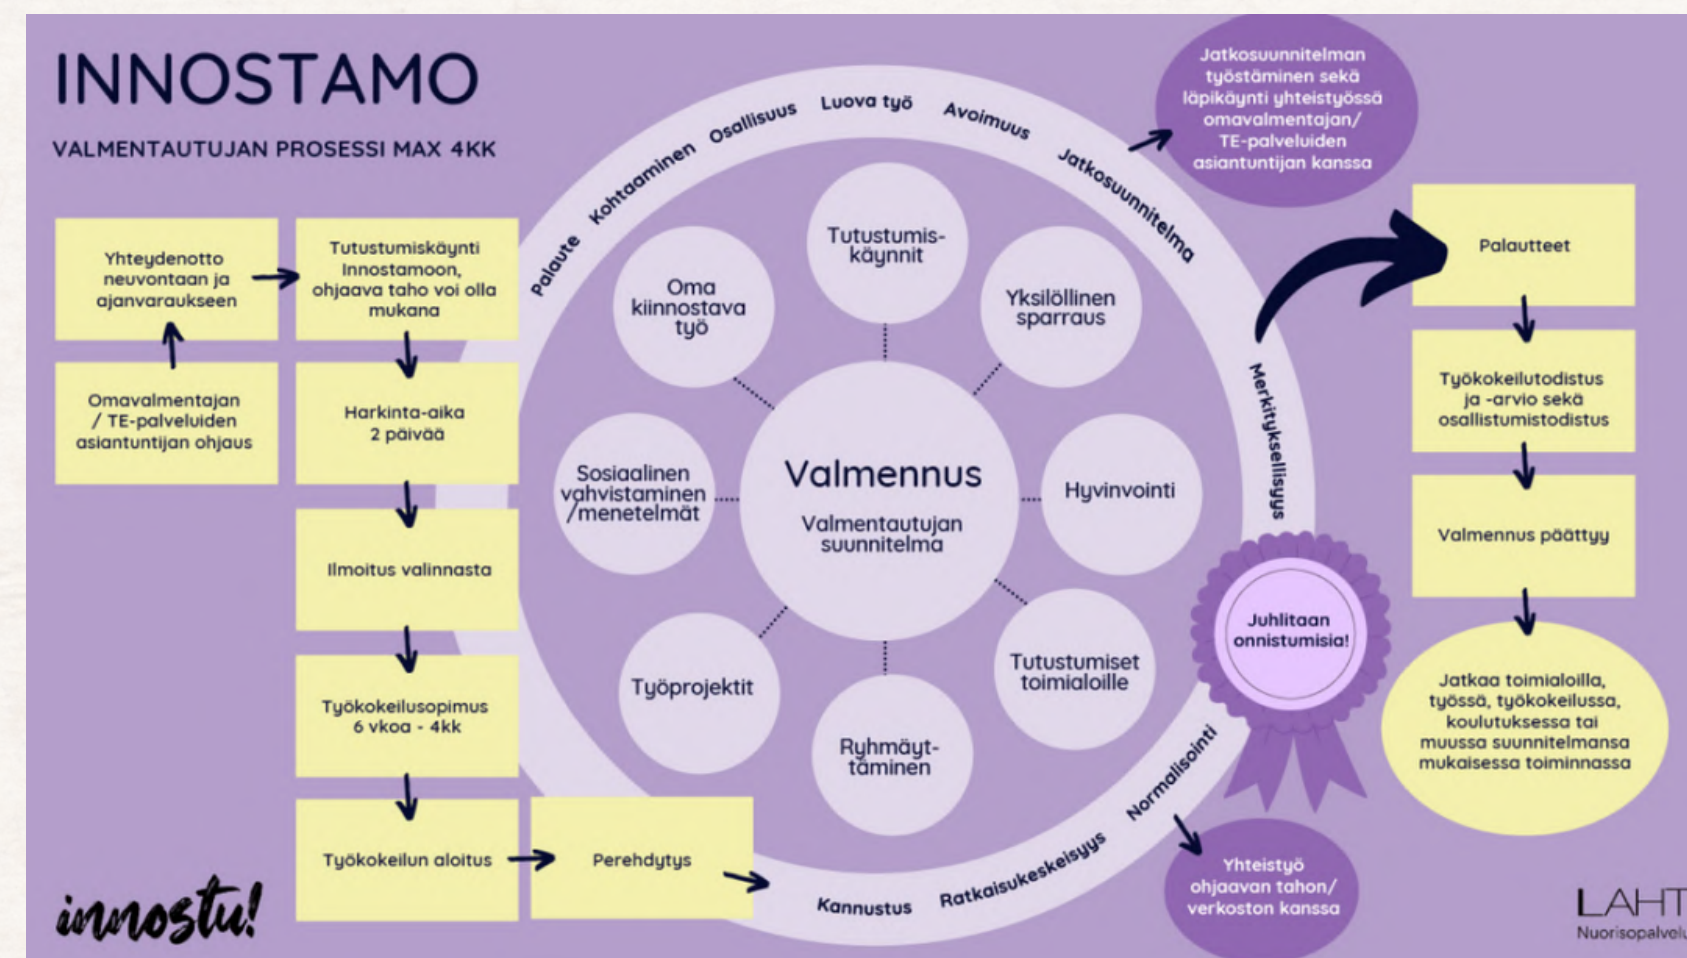 INNOSTAMO
VALMENTAUTUJAN PROSESSI MAX 4KK
Omavalmentajan
/ TE-palveluiden
asiantuntijan ohjaus
Yhteydenotto
neuvontaan ja
ajanvaraukseen
Tutustumiskäynti
Innostamoon,
ohjaava taho voi olla
mukana
Harkinta-aika
2 päivää
Ilmoitus valinnasta
Työkokeilusopimus
6 vkoa - 4kk
Työkokeilun aloitus
Perehdytys
Palaute
Kohtaaminen
Osallisuus
Luova työ
Avoimuus
Jatkosuunnitelma
Merkityksellisyys
Juhlitaan
onnistumisia!
Normalisointi
Ratkaisukeskeisyys
Kannustus
Valmennus
Valmentautujan
suunnitelma
Tutustumis-
käynnit
Yksilöllinen
sparraus
Hyvinvointi
Tutustumiset
toimialoille
Ryhmäyt-
täminen
Työprojektit
Sosiaalinen
vahvistaminen
/menetelmät
Oma
kiinnostava
työ
Jatkosuunnitelman
työstäminen sekä
läpikäynti yhteistyössä
omavalmentajan/
TE-palveluiden
asiantuntijan kanssa
Yhteistyö
ohjaavan tahon/
verkoston kanssa
Palautteet
Työkokeilutodistus
ja -arvio sekä
osallistumistodistus
Valmennus päättyy
Jatkaa toimialoilla,
työssä, työkokeilussa,
koulutuksessa tai
muussa suunnitelmansa
mukaisessa toiminnassa
innostu!
LAHT
Nuorisopalvelu